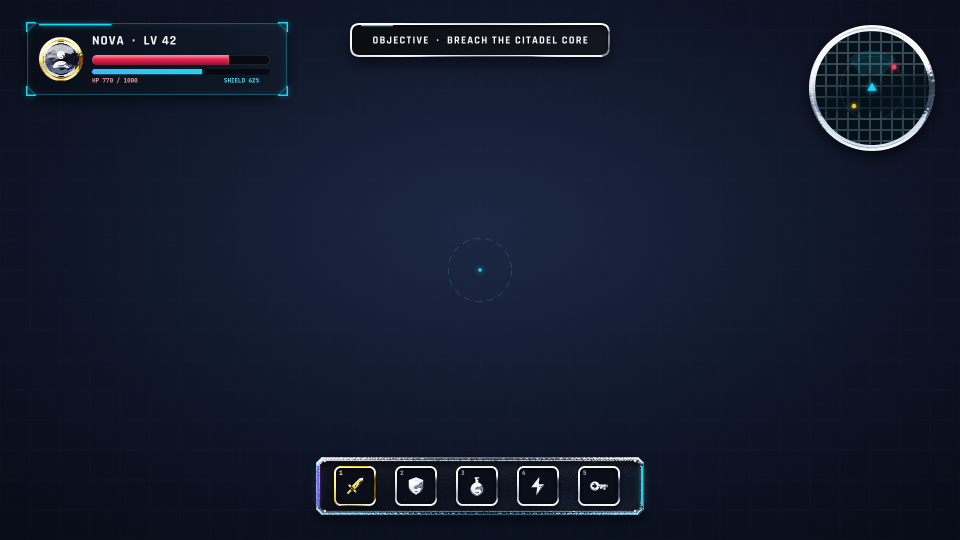 NOVA · LV 42
HP 770 / 1000
SHIELD 62%
OBJECTIVE · BREACH THE CITADEL CORE
1
2
3
4
5